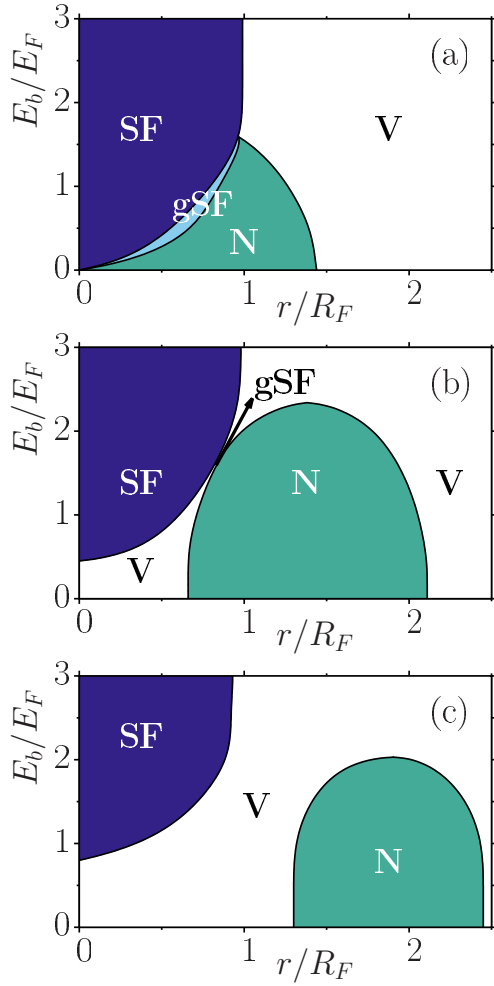 3
(a)
E_b/E_F
2
SF
V
1
gSF
N
0
0
1
2
r/R_F
3
(b)
gSF
E_b/E_F
2
SF
N
V
1
V
0
0
1
2
r/R_F
3
(c)
E_b/E_F
SF
2
V
1
N
0
0
1
2
r/R_F